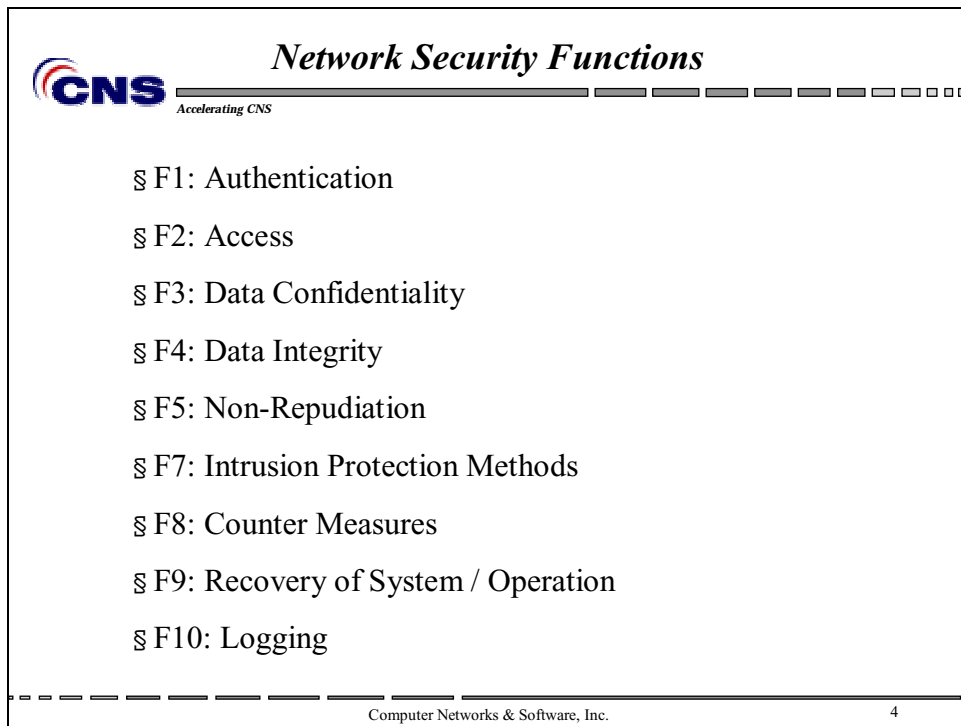 Network Security Functions
CNS
Accelerating CNS
§ F1: Authentication
§ F2: Access
§ F3: Data Confidentiality
§ F4: Data Integrity
§ F5: Non-Repudiation
§ F7: Intrusion Protection Methods
§ F8: Counter Measures
§ F9: Recovery of System / Operation
§ F10: Logging
Computer Networks & Software, Inc.
4